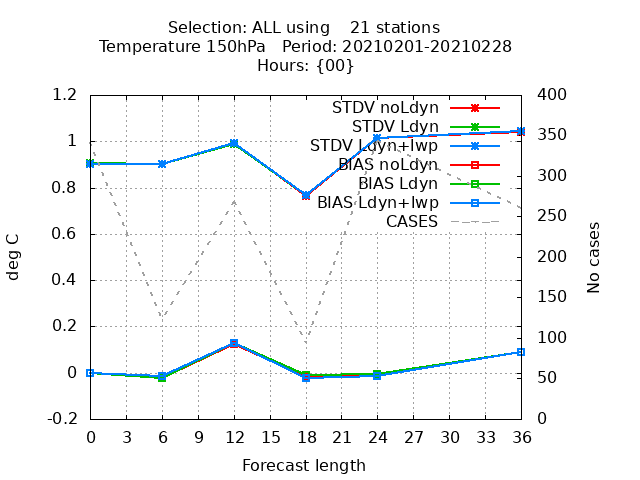 Selection: ALL using    21 stations
Temperature 150hPa   Period: 20210201-20210228
Hours: {00}
STDV noLdyn
STDV Ldyn
STDV Ldyn+lwp
BIAS noLdyn
BIAS Ldyn
BIAS Ldyn+lwp
CASES
1.2
1
0.8
0.6
0.4
0.2
0
-0.2
deg C
400
350
300
250
200
150
100
50
0
No cases
0 3 6 9 12 15 18 21 24 27 30 33 36
Forecast length